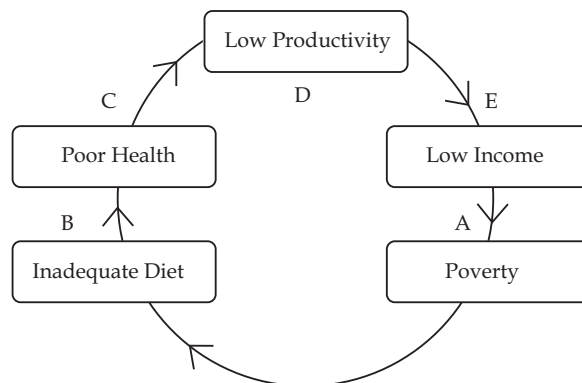 Low Productivity
D
C
E
Poor Health
Low Income
B
A
Inadequate Diet
Poverty